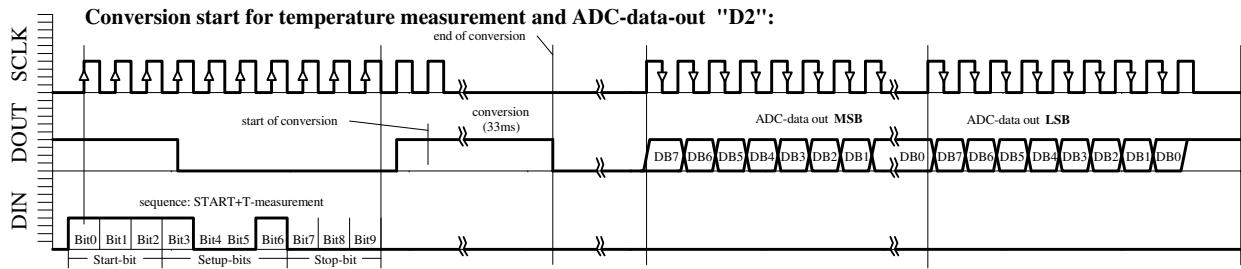 Conversion start for temperature measurement and ADC-data-out "D2":
end of conversion
SCLK
start of conversion
conversion
(33ms)
ADC-data out MSB
ADC-data out LSB
DOUT
DB7 DB6 DB5 DB4 DB3 DB2 DB1 DB0 DB7 DB6 DB5 DB4 DB3 DB2 DB1 DB0
sequence: START+T-measurement
DIN
Bit0 Bit1 Bit2 Bit3 Bit4 Bit5 Bit6 Bit7 Bit8 Bit9
Start-bit Setup-bits Stop-bit